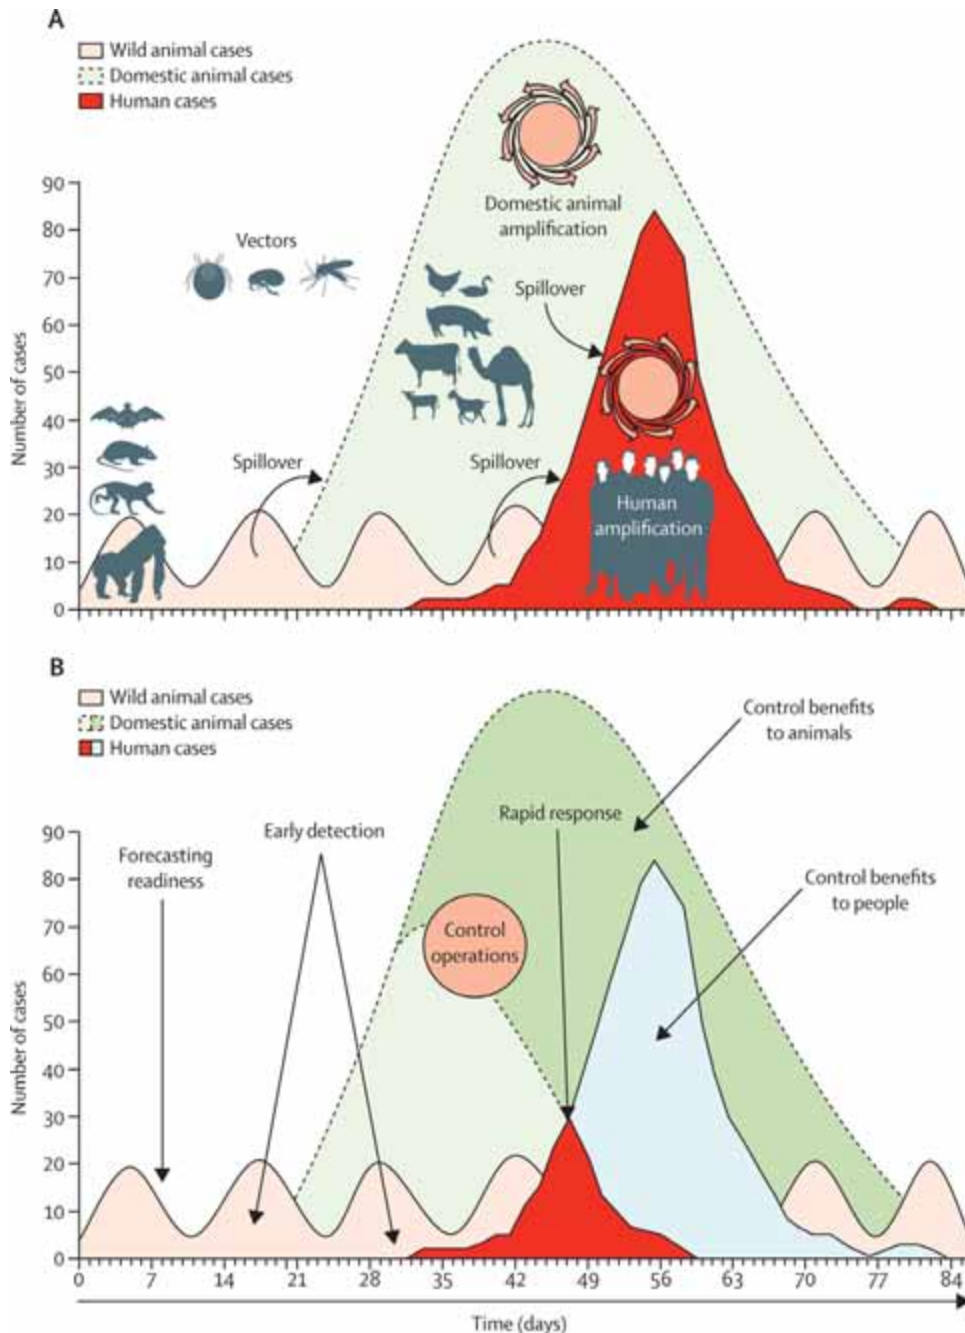 A
Wild animal cases
Domestic animal cases
Human cases
90
80
70
60
50
40
30
20
10
0
Number of cases
Vectors
Domestic animal
amplification
Spillover
Spillover
Spillover
Human
amplification
B
Wild animal cases
Domestic animal cases
Human cases
Control benefits
to animals
Rapid response
Early detection
Forecasting
readiness
Control benefits
to people
Control
operations
90
80
70
60
50
40
30
20
10
0
Number of cases
0 7 14 21 28 35 42 49 56 63 70 77 84
Time (days)